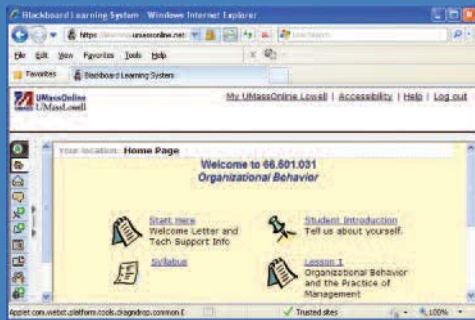 Blackboard Learning System - Windows Internet Explorer
umassonline.net
Live Search
File Edit View Favorites Tools Help
Favorites Blackboard Learning System
UMassOnline
UMassLowell
My UMassOnline Lowell | Accessibility | Help | Log out
Your location: Home Page
Welcome to 66.601.031
Organizational Behavior
Start Here
Welcome Letter and
Tech Support Info
Student Introduction
Tell us about yourself.
Syllabus
Lesson 1
Organizational Behavior
and the Practice of
Management
Trusted sites
100%